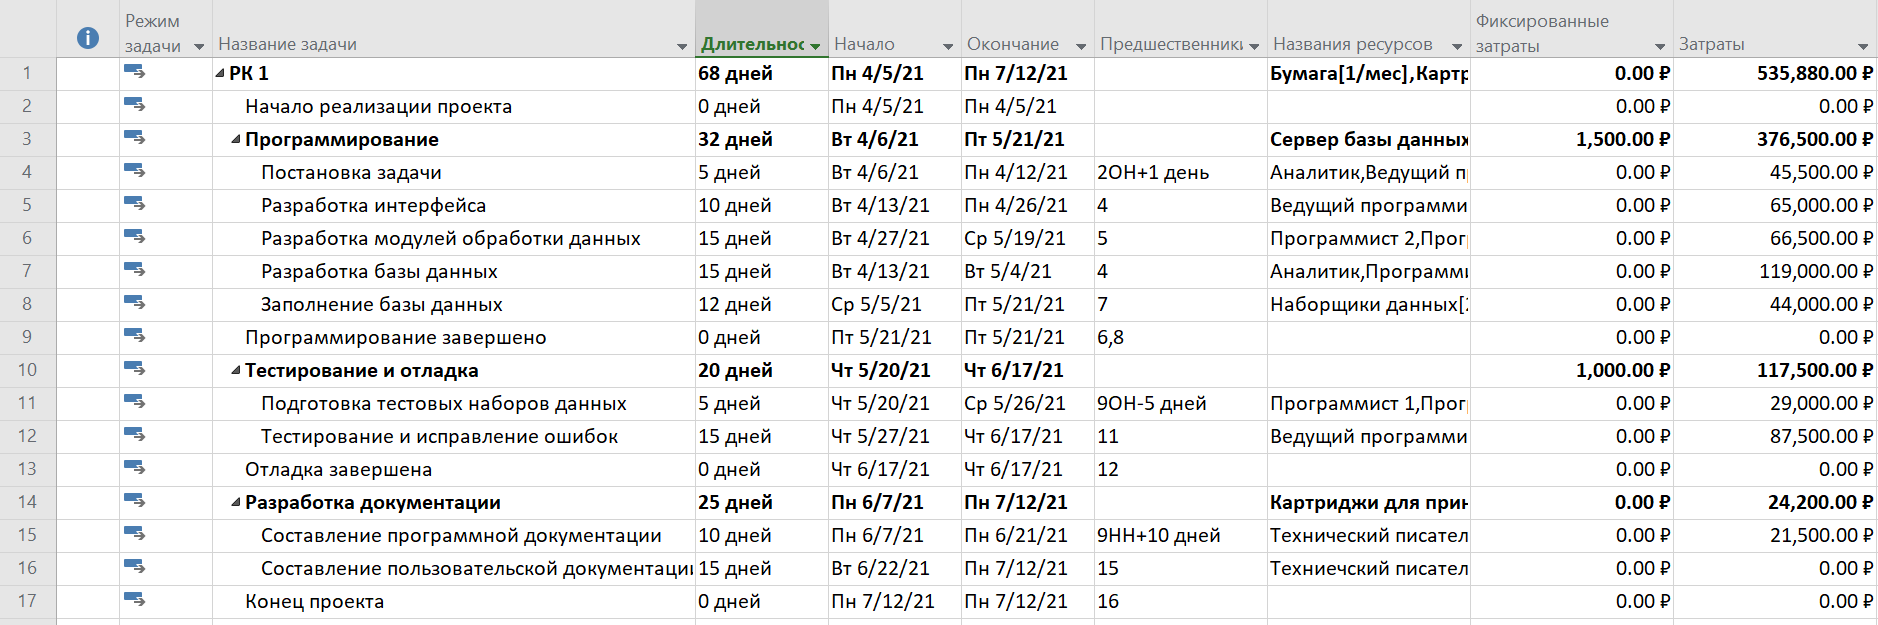 Режим задачи Название задачи Длительнос Начало Окончание Предшественники Названия ресурсов Фиксированные затраты Затраты
1 РК 1 68 дней Пн 4/5/21 Пн 7/12/21 Бумага[1/мес],Картр 0.00 ₽ 535,880.00 ₽
2 Начало реализации проекта 0 дней Пн 4/5/21 Пн 4/5/21 0.00 ₽ 0.00 ₽
3 Программирование 32 дней Вт 4/6/21 Пт 5/21/21 Сервер базы данных 1,500.00 ₽ 376,500.00 ₽
4 Постановка задачи 5 дней Вт 4/6/21 Пн 4/12/21 2ОН+1 день Аналитик,Ведущий п 0.00 ₽ 45,500.00 ₽
5 Разработка интерфейса 10 дней Вт 4/13/21 Пн 4/26/21 4 Ведущий программи 0.00 ₽ 65,000.00 ₽
6 Разработка модулей обработки данных 15 дней Вт 4/27/21 Ср 5/19/21 5 Программист 2,Прог 0.00 ₽ 66,500.00 ₽
7 Разработка базы данных 15 дней Вт 4/13/21 Вт 5/4/21 4 Аналитик,Программи 0.00 ₽ 119,000.00 ₽
8 Заполнение базы данных 12 дней Ср 5/5/21 Пт 5/21/21 7 Наборщики данных[2 0.00 ₽ 44,000.00 ₽
9 Программирование завершено 0 дней Пт 5/21/21 Пт 5/21/21 6,8 0.00 ₽ 0.00 ₽
10 Тестирование и отладка 20 дней Чт 5/20/21 Чт 6/17/21 1,000.00 ₽ 117,500.00 ₽
11 Подготовка тестовых наборов данных 5 дней Чт 5/20/21 Ср 5/26/21 9ОН-5 дней Программист 1,Прог 0.00 ₽ 29,000.00 ₽
12 Тестирование и исправление ошибок 15 дней Чт 5/27/21 Чт 6/17/21 11 Ведущий программи 0.00 ₽ 87,500.00 ₽
13 Отладка завершена 0 дней Чт 6/17/21 Чт 6/17/21 12 0.00 ₽ 0.00 ₽
14 Разработка документации 25 дней Пн 6/7/21 Пн 7/12/21 Картриджи для прин 0.00 ₽ 24,200.00 ₽
15 Составление программной документации 10 дней Пн 6/7/21 Пн 6/21/21 9НН+10 дней Технический писател 0.00 ₽ 21,500.00 ₽
16 Составление пользовательской документаци 15 дней Вт 6/22/21 Пн 7/12/21 15 Техниечский писател 0.00 ₽ 0.00 ₽
17 Конец проекта 0 дней Пн 7/12/21 Пн 7/12/21 16 0.00 ₽ 0.00 ₽